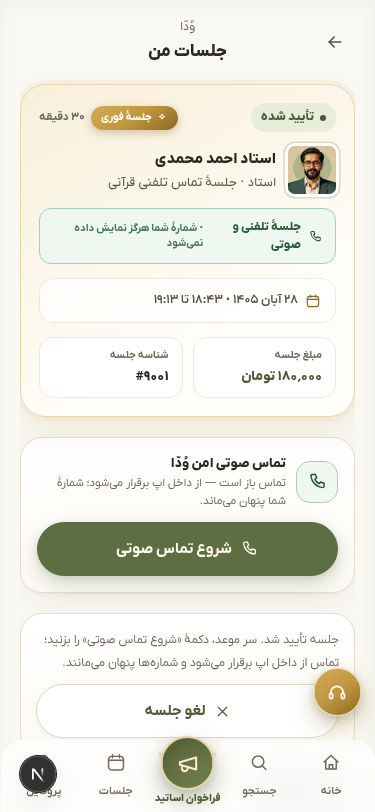 وُدّا
جلسات من
تأیید شده
جلسهٔ فوری
۳۰ دقیقه
استاد احمد محمدی
استاد · جلسهٔ تماس تلفنی قرآنی
جلسهٔ تلفنی و
صوتی
· شمارهٔ شما هرگز نمایش داده
نمی‌شود
۲۸ آبان ۱۴۰۵ · ۱۸:۴۳ تا ۱۹:۱۳
مبلغ جلسه
۱۸۰,۰۰۰ تومان
شناسه جلسه
#۹۰۰۱
تماس صوتی امن وُدّا
تماس باز است — از داخل اپ برقرار می‌شود؛ شمارهٔ
شما پنهان می‌ماند.
شروع تماس صوتی
جلسه تأیید شد. سر موعد، دکمهٔ «شروع تماس صوتی» را بزنید؛
تماس از داخل اپ برقرار می‌شود و شماره‌ها پنهان می‌مانند.
لغو جلسه
خانه
جستجو
فراخوان اساتید
جلسات
پروفایل
N